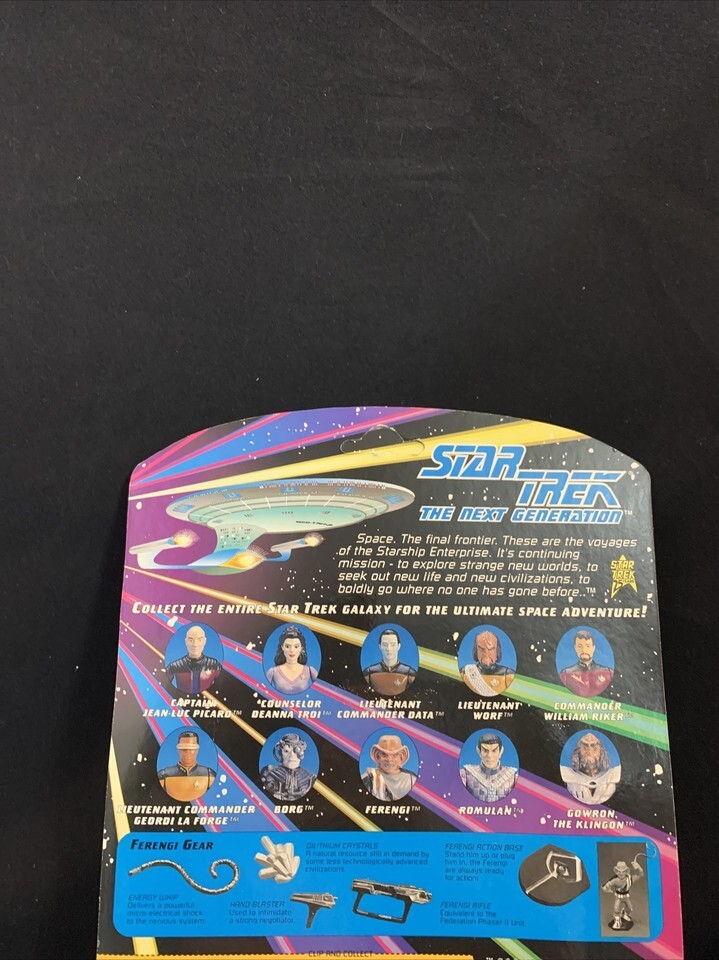 STAR
TREK
THE NEXT GENERATION™
Space. The final frontier. These are the voyages
of the Starship Enterprise. It's continuing
mission - to explore strange new worlds, to
seek out new life and new civilizations, to
boldly go where no one has gone before..™
STAR
TREK
COLLECT THE ENTIRE STAR TREK GALAXY FOR THE ULTIMATE SPACE ADVENTURE!
CAPTAIN
JEAN-LUC PICARD™
COUNSELOR
DEANNA TROI™
LIEUTENANT
COMMANDER DATA™
LIEUTENANT
WORF™
COMMANDER
WILLIAM RIKER™
LIEUTENANT COMMANDER
GEORDI LA FORGE™
BORG™
FERENGI™
ROMULAN™
GOWRON,
THE KLINGON™
FERENGI GEAR
ENERGY WHIP
Delivers a powerful
micro-electrical shock
to the nervous system.
DILITHIUM CRYSTALS
A natural resource still in demand by
some less technologically advanced
civilizations.
HAND BLASTER
Used to intimidate
a strong negotiator.
FERENGI ACTION BASE
Stand him up or plug
him in, the Ferengi
are always ready
for action!
FERENGI RIFLE
Equivalent to the
Federation Phaser II Unit.
CLIP AND COLLECT